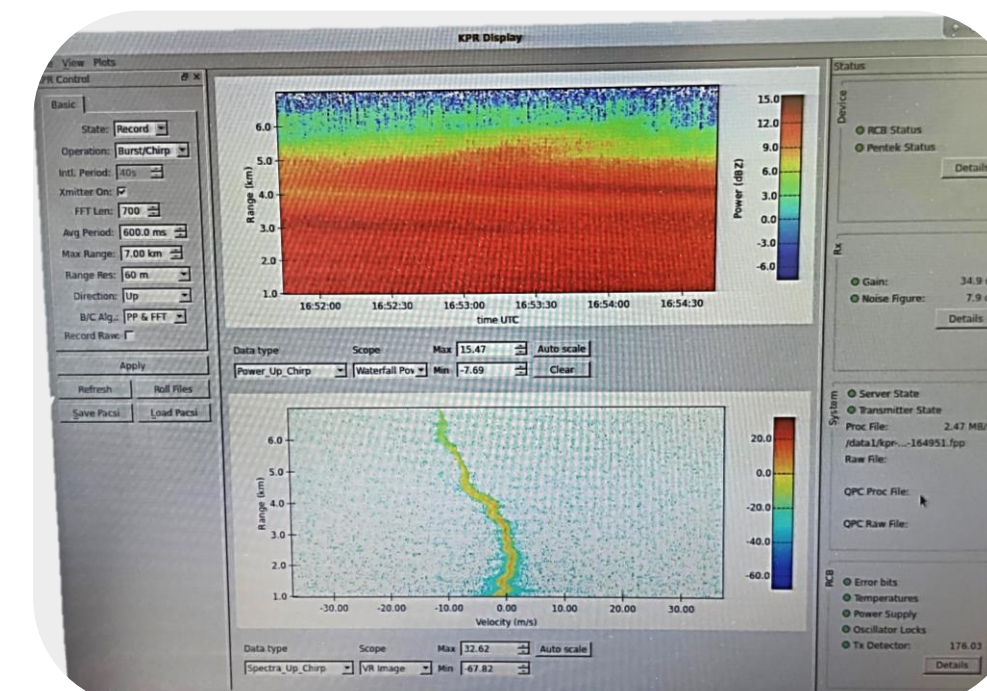 KPR Display
View Plots
PR Control
Basic
State: Record
Operation: Burst/Chirp
Intl. Period: 40s
Xmitter On:
FFT Len: 700
Avg Period: 600.0 ms
Max Range: 7.00 km
Range Res: 60 m
Direction: Up
B/C Alg.: PP & FFT
Record Raw:
Apply
Refresh Roll Files
Save Pacsi Load Pacsi
Range (km)
6.0
5.0
4.0
3.0
2.0
1.0
16:52:00 16:52:30 16:53:00 16:53:30 16:54:00 16:54:30
time UTC
Power (dBZ)
15.0
12.0
9.0
6.0
3.0
0.0
-3.0
-6.0
Data type Scope Max 15.47 Auto scale
Power_Up_Chirp Waterfall Pov Min -7.69 Clear
Range (km)
6.0
5.0
4.0
3.0
2.0
1.0
-30.00 -20.00 -10.00 0.00 10.00 20.00 30.00
Velocity (m/s)
20.0
0.0
-20.0
-40.0
-60.0
Data type Scope Max 32.62 Auto scale
Spectra_Up_Chirp VR Image Min -67.82
Status
Device
RCB Status
Pentek Status
Details
Rx
Gain: 34.9
Noise Figure: 7.9
Details
System
Server State
Transmitter State
Proc File: 2.47 MB/
/data1/kpr-...-164951.fpp
Raw File:
QPC Proc File:
QPC Raw File:
RCB
Error bits
Temperatures
Power Supply
Oscillator Locks
Tx Detector: 176.03
Details